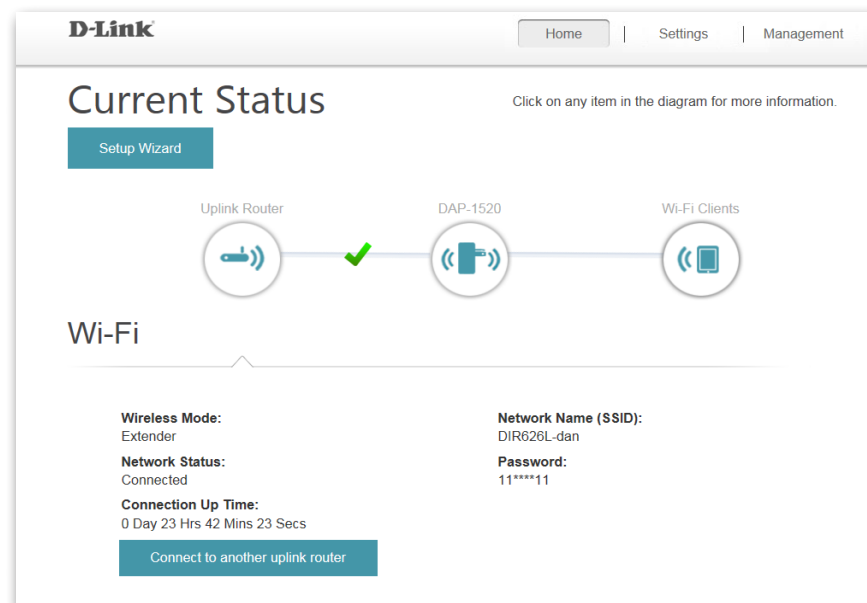 D-Link
Home | Settings | Management
Current Status
Click on any item in the diagram for more information.
Setup Wizard
Uplink Router
DAP-1520
Wi-Fi Clients
Wi-Fi
Wireless Mode:
Extender
Network Status:
Connected
Connection Up Time:
0 Day 23 Hrs 42 Mins 23 Secs
Connect to another uplink router
Network Name (SSID):
DIR626L-dan
Password:
11****11